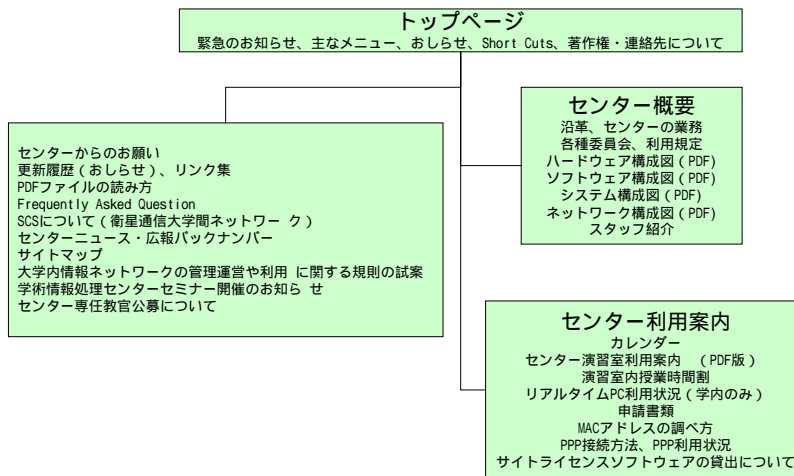 トップページ
緊急のお知らせ、主なメニュー、おしらせ、Short Cuts、著作権・連絡先について
センターからのお願い
更新履歴(おしらせ)、リンク集
PDFファイルの読み方
Frequently Asked Question
SCSについて(衛星通信大学間ネットワー ク)
センターニュース・広報バックナンバー
サイトマップ
大学内情報ネットワークの管理運営や利用 に関する規則の試案
学術情報処理センターセミナー開催のお知ら せ
センター専任教官公募について
センター概要
沿革、センターの業務
各種委員会、利用規定
ハードウェア構成図(PDF)
ソフトウェア構成図(PDF)
システム構成図(PDF)
ネットワーク構成図(PDF)
スタッフ紹介
センター利用案内
カレンダー
センター演習室利用案内 (PDF版)
演習室内授業時間割
リアルタイムPC利用状況(学内のみ)
申請書類
MACアドレスの調べ方
PPP接続方法、PPP利用状況
サイトライセンスソフトウェアの貸出について